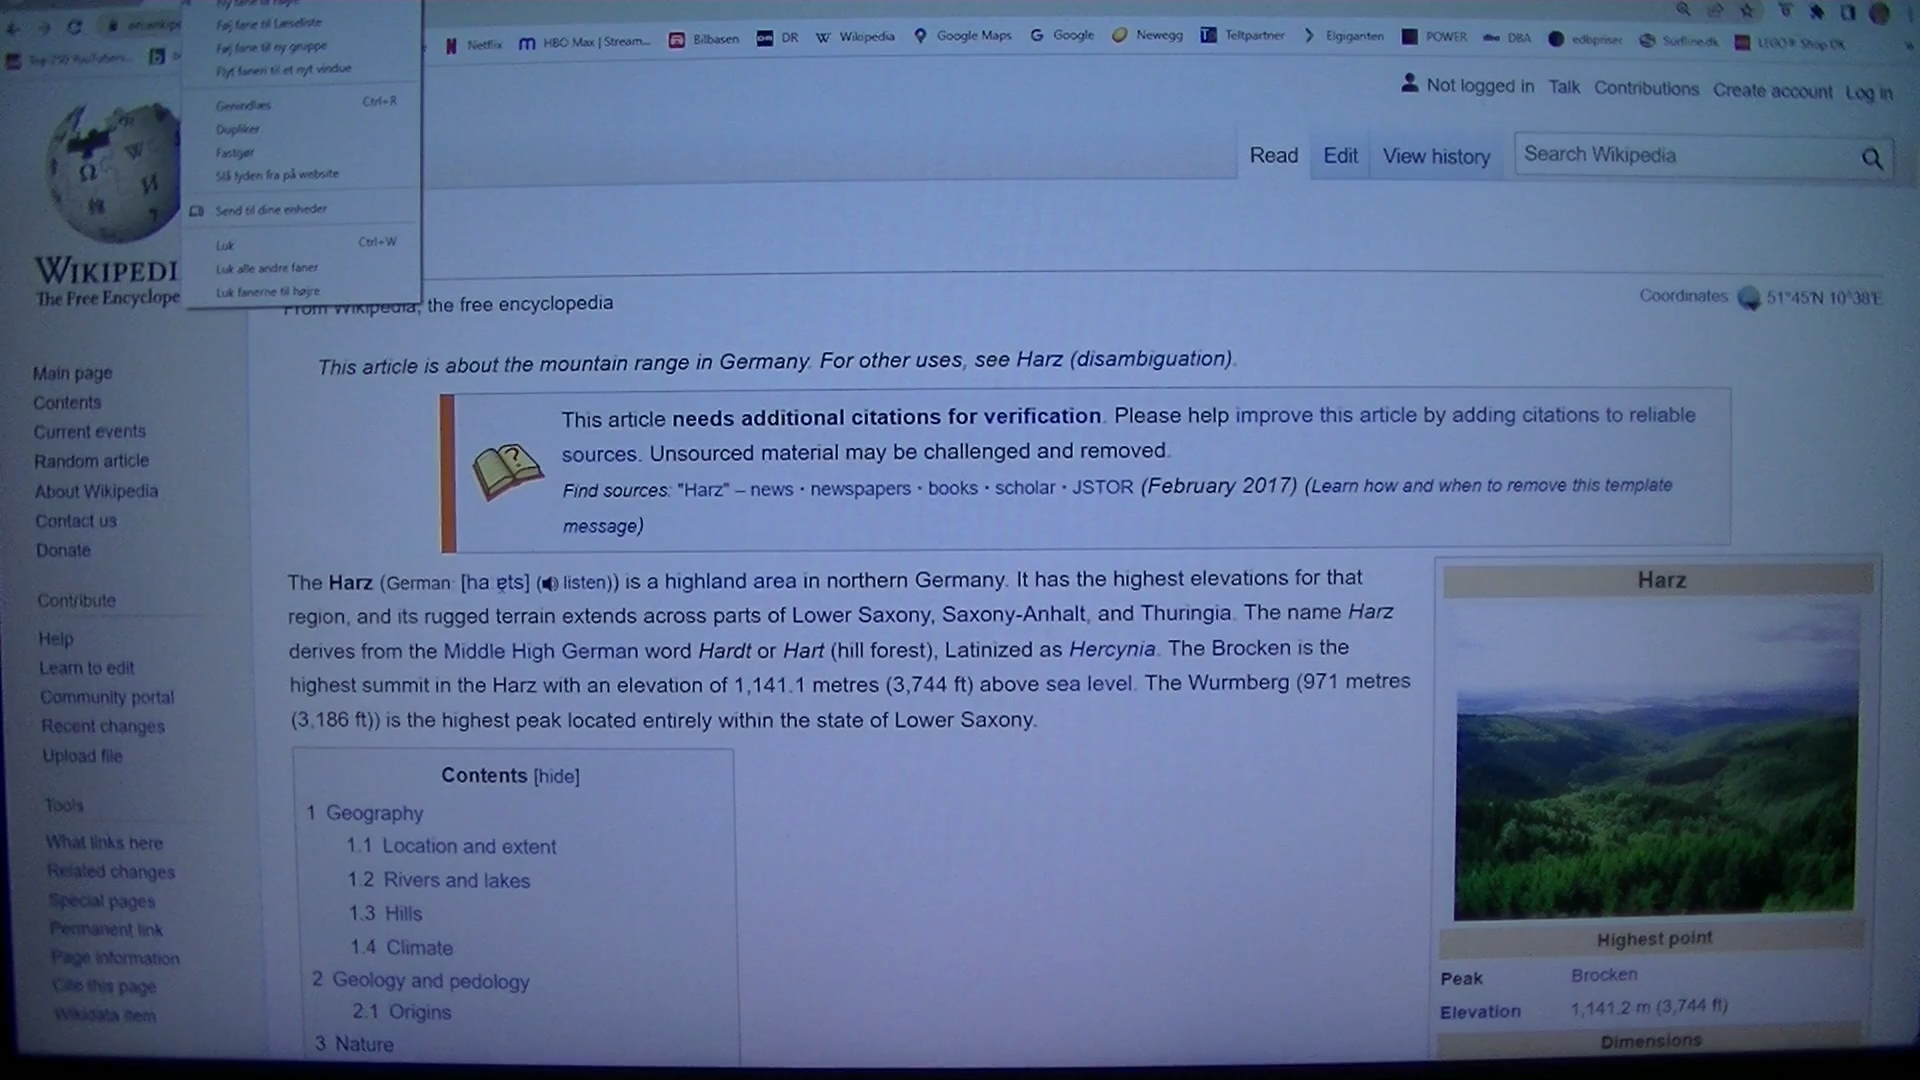 Føj fane til Læseliste
Føj fane til ny gruppe
Flyt fanen til et nyt vindue
Genindlæs Ctrl+R
Dupliker
Fastgør
Slå lyden fra på website
Send til dine enheder
Luk Ctrl+W
Luk alle andre faner
Luk fanerne til højre
Netflix
HBO Max | Stream...
Bilbasen
DR
Wikipedia
Google Maps
Google
Newegg
Teltpartner
Elgiganten
POWER
DBA
edbpriser
Surfline.dk
LEGO® Shop DK
Not logged in Talk Contributions Create account Log in
Read Edit View history
Search Wikipedia
WIKIPEDI
The Free Encyclope
From Wikipedia, the free encyclopedia
Coordinates 51°45′N 10°38′E
Main page
Contents
Current events
Random article
About Wikipedia
Contact us
Donate
Contribute
Help
Learn to edit
Community portal
Recent changes
Upload file
Tools
What links here
Related changes
Special pages
Permanent link
Page information
Cite this page
Wikidata item
This article is about the mountain range in Germany. For other uses, see Harz (disambiguation).
This article needs additional citations for verification. Please help improve this article by adding citations to reliable
sources. Unsourced material may be challenged and removed.
Find sources: "Harz" – news · newspapers · books · scholar · JSTOR (February 2017) (Learn how and when to remove this template
message)
The Harz (German: [haːɐ̯ts] (listen)) is a highland area in northern Germany. It has the highest elevations for that
region, and its rugged terrain extends across parts of Lower Saxony, Saxony-Anhalt, and Thuringia. The name Harz
derives from the Middle High German word Hardt or Hart (hill forest), Latinized as Hercynia. The Brocken is the
highest summit in the Harz with an elevation of 1,141.1 metres (3,744 ft) above sea level. The Wurmberg (971 metres
(3,186 ft)) is the highest peak located entirely within the state of Lower Saxony.
Contents [hide]
1 Geography
1.1 Location and extent
1.2 Rivers and lakes
1.3 Hills
1.4 Climate
2 Geology and pedology
2.1 Origins
3 Nature
Harz
Highest point
Peak Brocken
Elevation 1,141.2 m (3,744 ft)
Dimensions